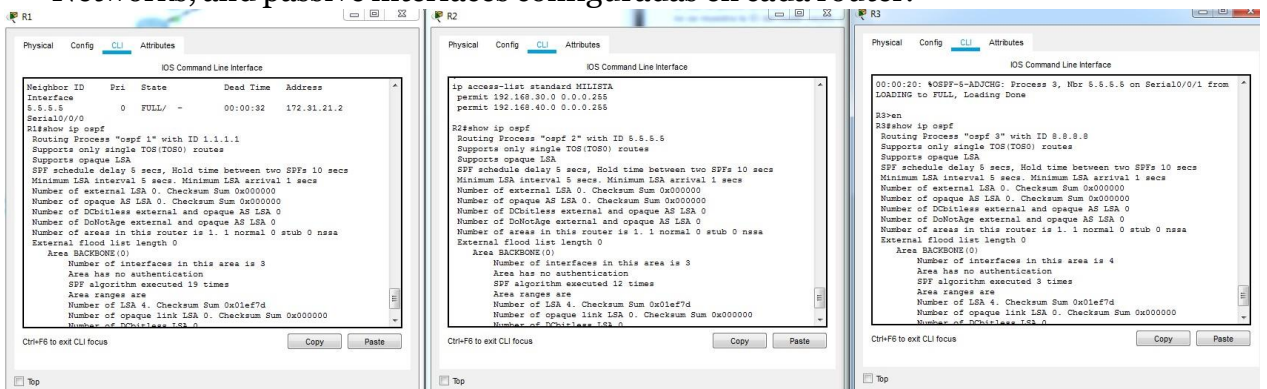 Networks, and passive interfaces configuradas en cada router.
R1
Physical Config CLI Attributes
IOS Command Line Interface
Neighbor ID Pri State Dead Time Address
Interface
5.5.5.5 0 FULL/ - 00:00:32 172.31.21.2
Serial0/0/0
R1#show ip ospf
Routing Process "ospf 1" with ID 1.1.1.1
Supports only single TOS(TOS0) routes
Supports opaque LSA
SPF schedule delay 5 secs, Hold time between two SPFs 10 secs
Minimum LSA interval 5 secs. Minimum LSA arrival 1 secs
Number of external LSA 0. Checksum Sum 0x000000
Number of opaque AS LSA 0. Checksum Sum 0x000000
Number of DCbitless external and opaque AS LSA 0
Number of DoNotAge external and opaque AS LSA 0
Number of areas in this router is 1. 1 normal 0 stub 0 nssa
External flood list length 0
Area BACKBONE(0)
Number of interfaces in this area is 3
Area has no authentication
SPF algorithm executed 19 times
Area ranges are
Number of LSA 4. Checksum Sum 0x01ef7d
Number of opaque link LSA 0. Checksum Sum 0x000000
Number of DCbitless LSA 0
Ctrl+F6 to exit CLI focus
Copy Paste
Top
R2
Physical Config CLI Attributes
IOS Command Line Interface
ip access-list standard MILISTA
permit 192.168.30.0 0.0.0.255
permit 192.168.40.0 0.0.0.255
R2#show ip ospf
Routing Process "ospf 2" with ID 5.5.5.5
Supports only single TOS(TOS0) routes
Supports opaque LSA
SPF schedule delay 5 secs, Hold time between two SPFs 10 secs
Minimum LSA interval 5 secs. Minimum LSA arrival 1 secs
Number of external LSA 0. Checksum Sum 0x000000
Number of opaque AS LSA 0. Checksum Sum 0x000000
Number of DCbitless external and opaque AS LSA 0
Number of DoNotAge external and opaque AS LSA 0
Number of areas in this router is 1. 1 normal 0 stub 0 nssa
External flood list length 0
Area BACKBONE(0)
Number of interfaces in this area is 3
Area has no authentication
SPF algorithm executed 12 times
Area ranges are
Number of LSA 4. Checksum Sum 0x01ef7d
Number of opaque link LSA 0. Checksum Sum 0x000000
Number of DCbitless LSA 0
Ctrl+F6 to exit CLI focus
Copy Paste
Top
R3
Physical Config CLI Attributes
IOS Command Line Interface
00:00:20: %OSPF-5-ADJCHG: Process 3, Nbr 5.5.5.5 on Serial0/0/1 from
LOADING to FULL, Loading Done
R3>en
R3#show ip ospf
Routing Process "ospf 3" with ID 8.8.8.8
Supports only single TOS(TOS0) routes
Supports opaque LSA
SPF schedule delay 5 secs, Hold time between two SPFs 10 secs
Minimum LSA interval 5 secs. Minimum LSA arrival 1 secs
Number of external LSA 0. Checksum Sum 0x000000
Number of opaque AS LSA 0. Checksum Sum 0x000000
Number of DCbitless external and opaque AS LSA 0
Number of DoNotAge external and opaque AS LSA 0
Number of areas in this router is 1. 1 normal 0 stub 0 nssa
External flood list length 0
Area BACKBONE(0)
Number of interfaces in this area is 4
Area has no authentication
SPF algorithm executed 3 times
Area ranges are
Number of LSA 4. Checksum Sum 0x01ef7d
Number of opaque link LSA 0. Checksum Sum 0x000000
Number of DCbitless LSA 0
Ctrl+F6 to exit CLI focus
Copy Paste
Top